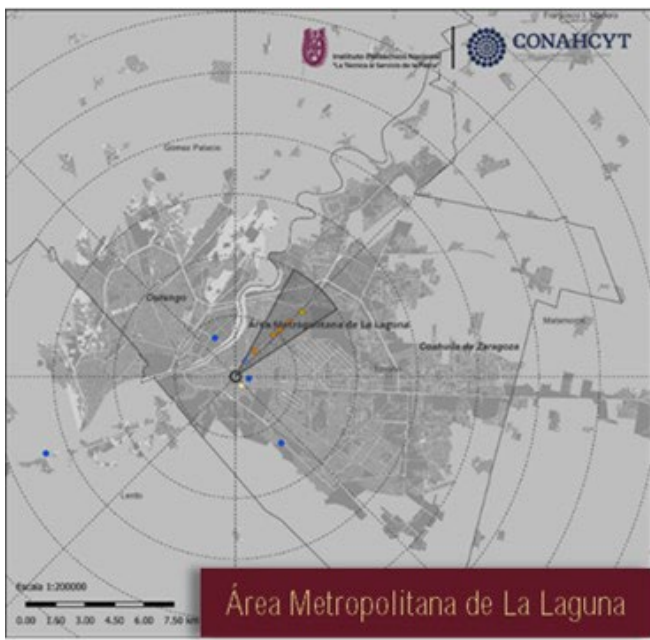 Francisco I. Madero
Instituto Politécnico Nacional
"La Técnica al Servicio de la Patria"
CONAHCYT
Gómez Palacio
Durango
Área Metropolitana de La Laguna
Coahuila de Zaragoza
Matamoros
Torreón
Lerdo
Escala 1:200000
0.00 1.50 3.00 4.50 6.00 7.50 km
Área Metropolitana de La Laguna